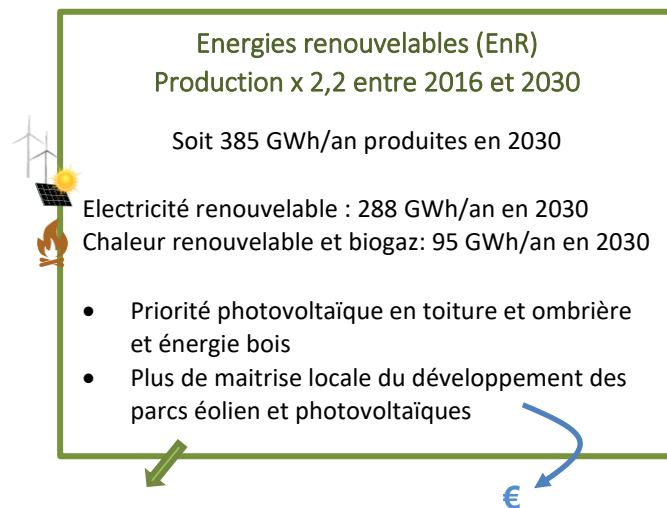 Energies renouvelables (EnR)
Production x 2,2 entre 2016 et 2030
Soit 385 GWh/an produites en 2030
Electricité renouvelable : 288 GWh/an en 2030
Chaleur renouvelable et biogaz: 95 GWh/an en 2030
• Priorité photovoltaïque en toiture et ombrière
et énergie bois
• Plus de maitrise locale du développement des
parcs éolien et photovoltaïques
€